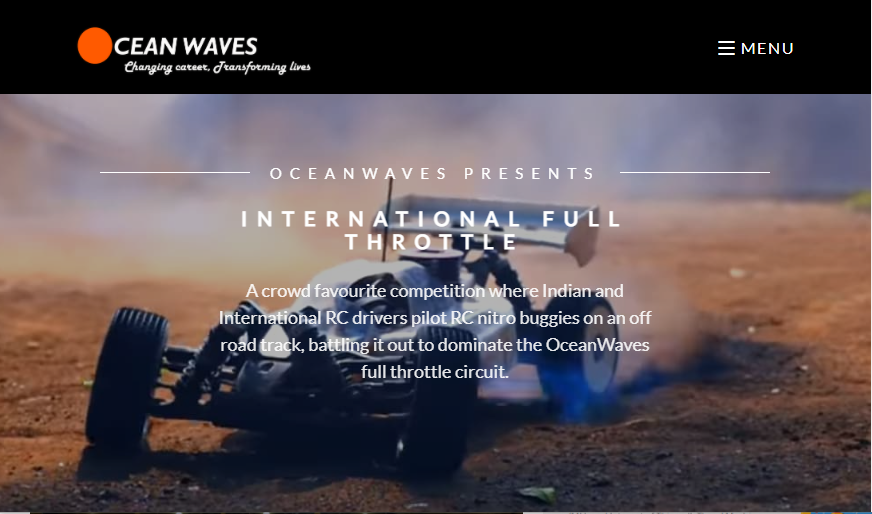 OCEAN WAVES
Changing career, Transforming lives
MENU
OCEANWAVES PRESENTS
INTERNATIONAL FULL
THROTTLE
A crowd favourite competition where Indian and
International RC drivers pilot RC nitro buggies on an off
road track, battling it out to dominate the OceanWaves
full throttle circuit.